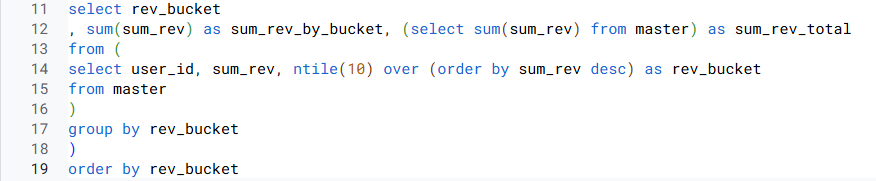 11 select rev_bucket
12 , sum(sum_rev) as sum_rev_by_bucket, (select sum(sum_rev) from master) as sum_rev_total
13 from (
14 select user_id, sum_rev, ntile(10) over (order by sum_rev desc) as rev_bucket
15 from master
16 )
17 group by rev_bucket
18 )
19 order by rev_bucket